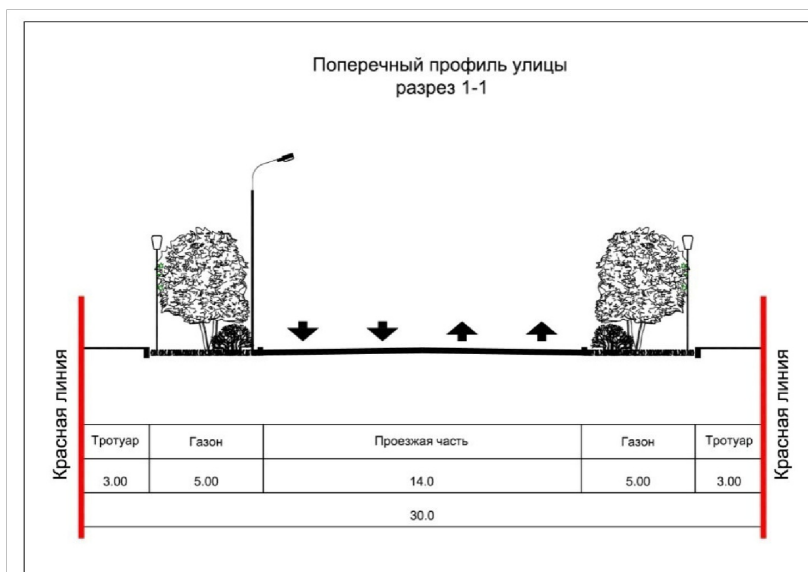 Поперечный профиль улицы
разрез 1-1
Красная линия
Красная линия
Тротуар Газон Проезжая часть Газон Тротуар
3.00 5.00 14.0 5.00 3.00
30.0